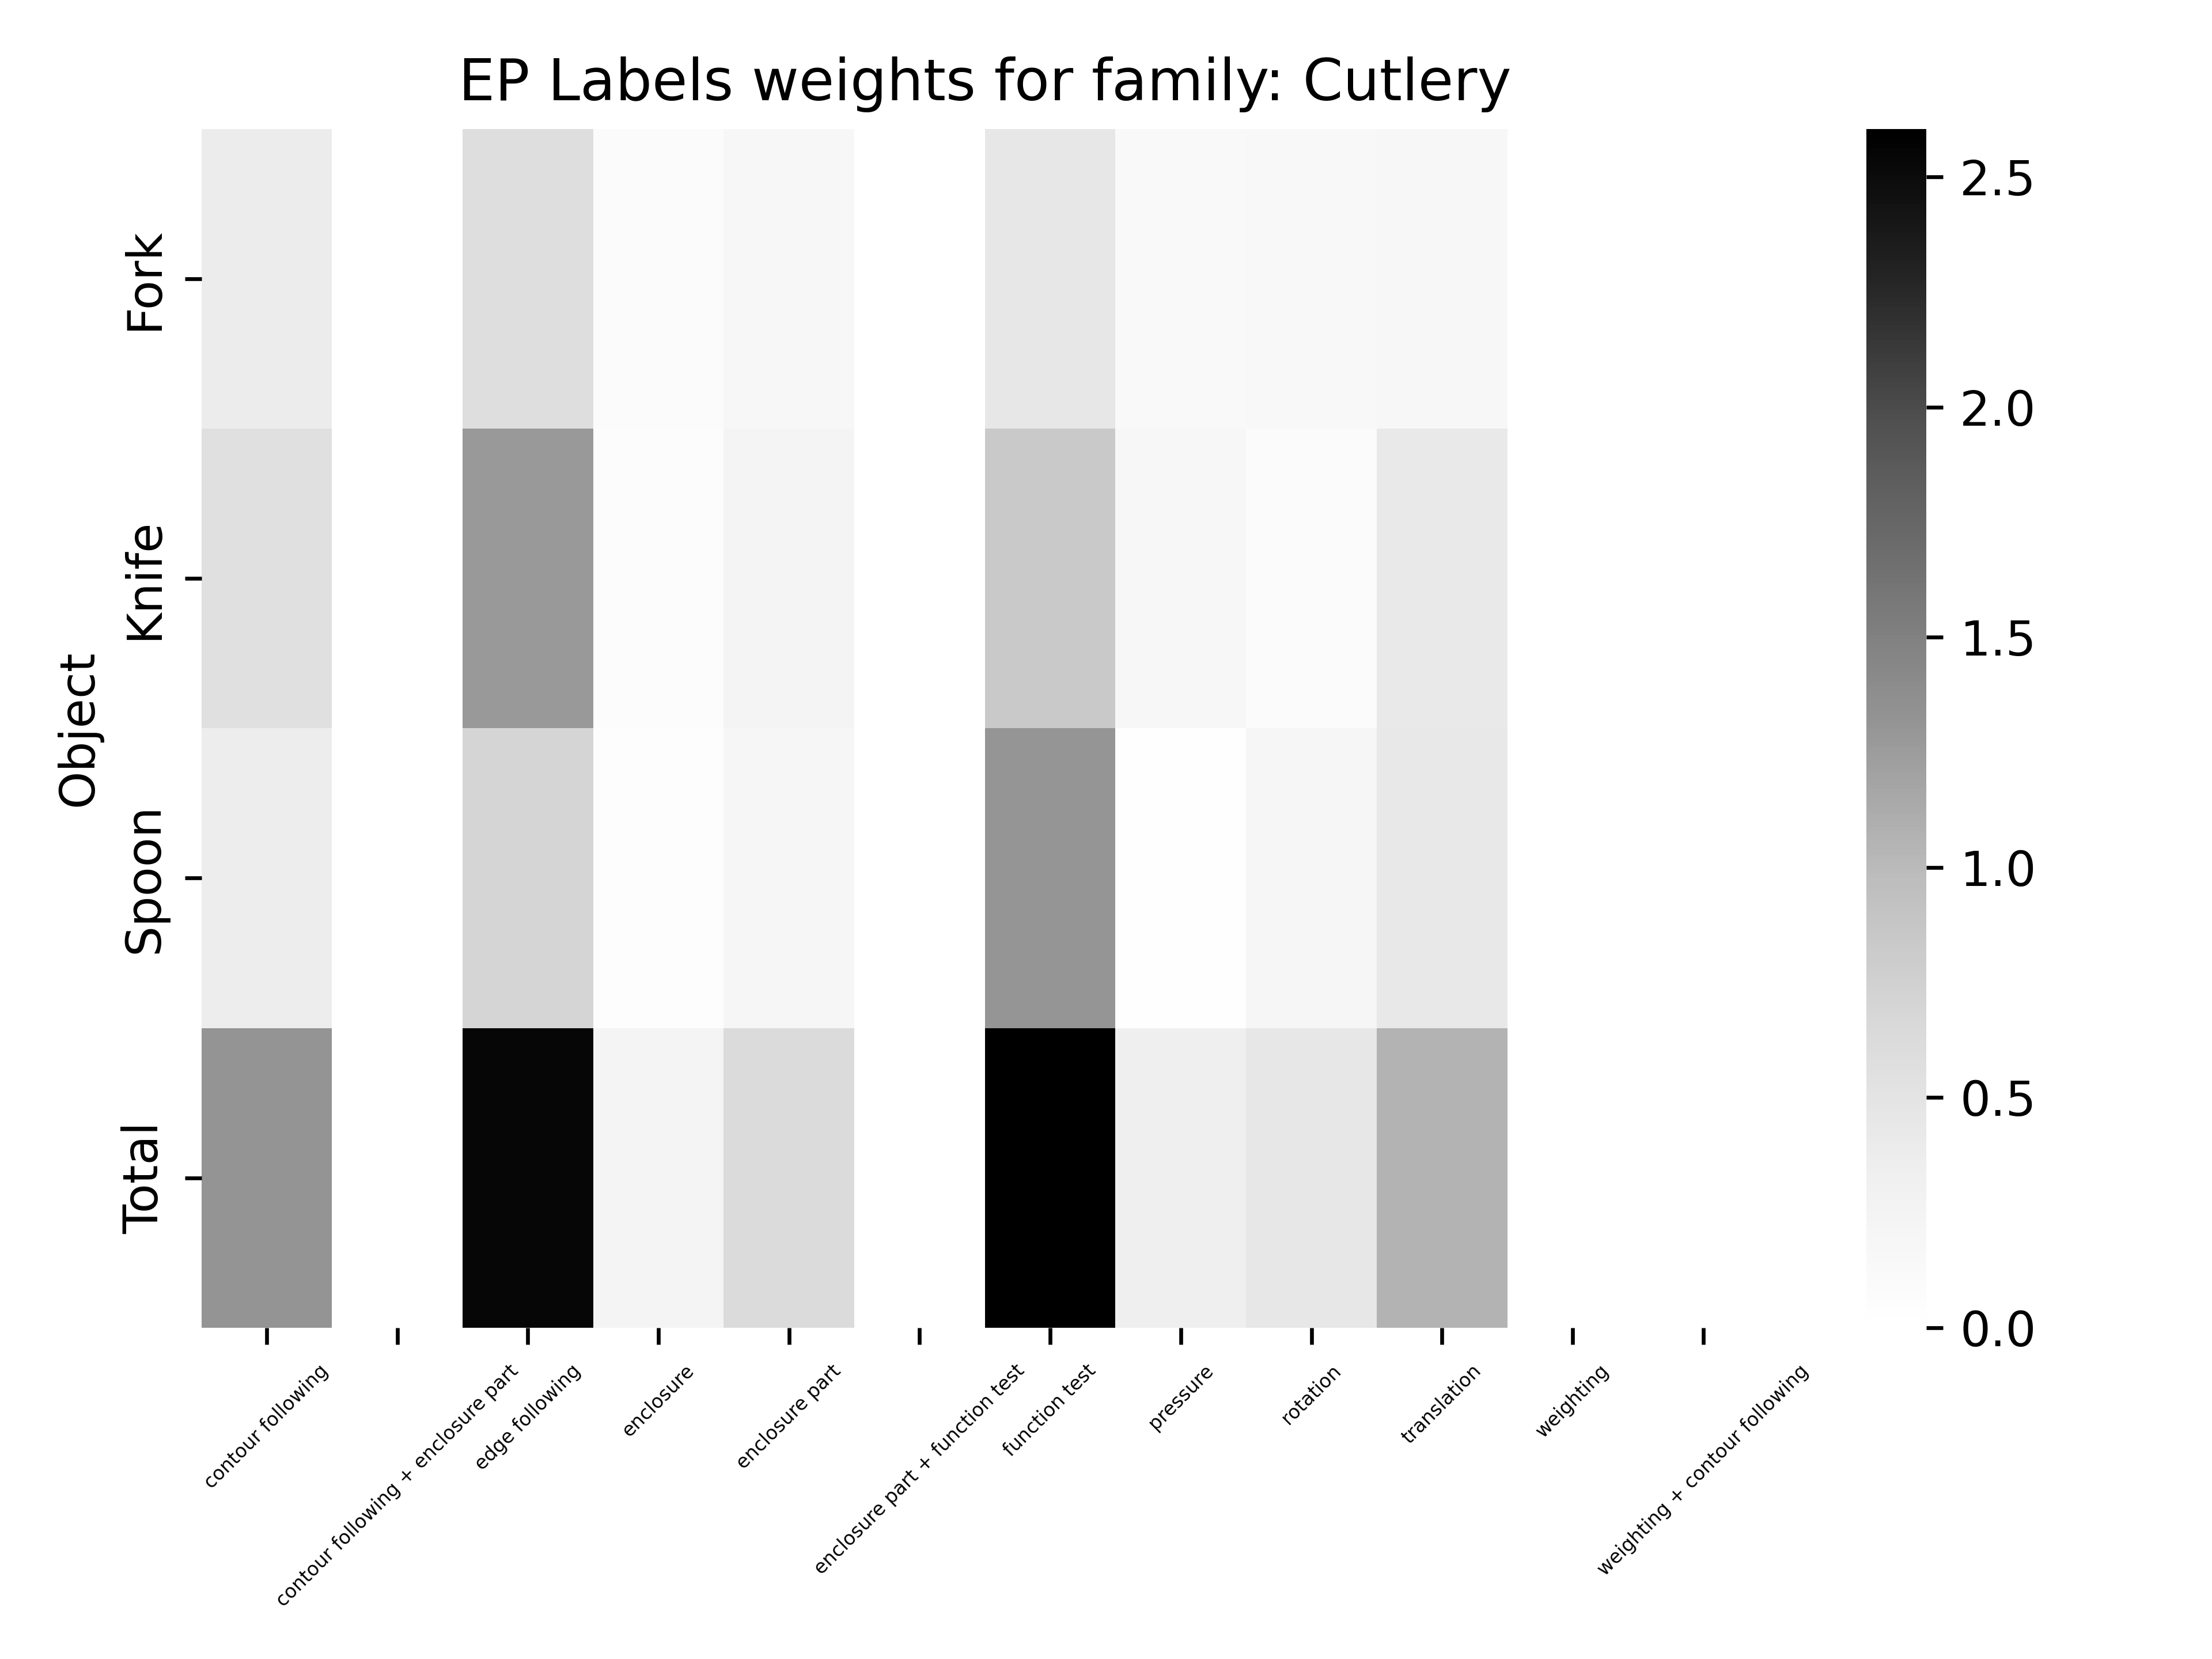 EP Labels weights for family: Cutlery
Object
Fork
Knife
Spoon
Total
contour following
contour following + enclosure part
edge following
enclosure
enclosure part
enclosure part + function test
function test
pressure
rotation
translation
weighting
weighting + contour following
2.5
2.0
1.5
1.0
0.5
0.0